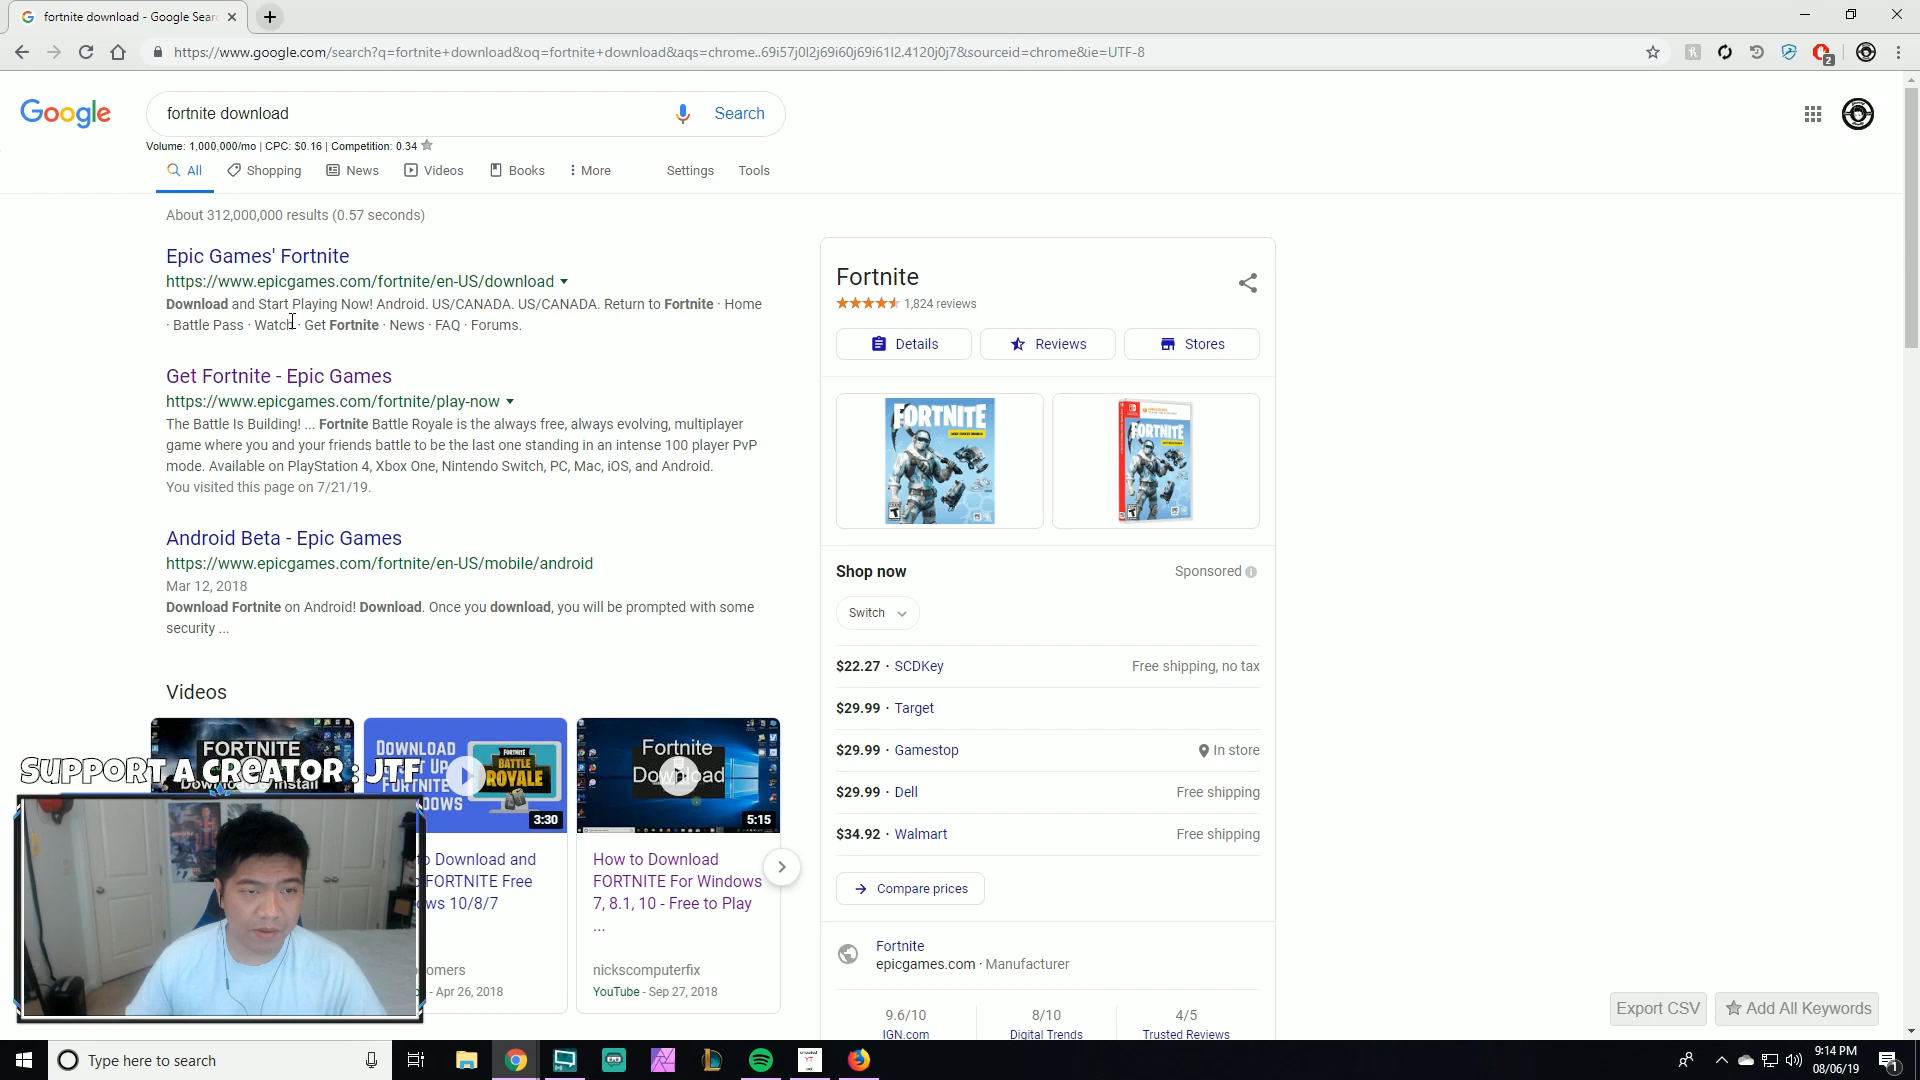 fortnite download - Google Sear
https://www.google.com/search?q=fortnite+download&oq=fortnite+download&aqs=chrome..69i57j0l2j69i60j69i61l2.4120j0j7&sourceid=chrome&ie=UTF-8
2
Google
fortnite download
Search
Volume: 1,000,000/mo | CPC: $0.16 | Competition: 0.34
All
Shopping
News
Videos
Books
More
Settings
Tools
About 312,000,000 results (0.57 seconds)
Epic Games' Fortnite
https://www.epicgames.com/fortnite/en-US/download
Download and Start Playing Now! Android. US/CANADA. US/CANADA. Return to Fortnite · Home
· Battle Pass · Watch · Get Fortnite · News · FAQ · Forums.
Get Fortnite - Epic Games
https://www.epicgames.com/fortnite/play-now
The Battle Is Building! ... Fortnite Battle Royale is the always free, always evolving, multiplayer
game where you and your friends battle to be the last one standing in an intense 100 player PvP
mode. Available on PlayStation 4, Xbox One, Nintendo Switch, PC, Mac, iOS, and Android.
You visited this page on 7/21/19.
Android Beta - Epic Games
https://www.epicgames.com/fortnite/en-US/mobile/android
Mar 12, 2018
Download Fortnite on Android! Download. Once you download, you will be prompted with some
security ...
Videos
FORTNITE
Download & Install
DOWNLOAD
UP
FORTNITE
DOWS
FORTNITE
BATTLE
ROYALE
3:30
Fortnite
Download
5:15
SUPPORT A CREATOR : JTF
to Download and
FORTNITE Free
ws 10/8/7
omers
- Apr 26, 2018
How to Download
FORTNITE For Windows
7, 8.1, 10 - Free to Play
...
nickscomputerfix
YouTube - Sep 27, 2018
Fortnite
1,824 reviews
Details
Reviews
Stores
FORTNITE
FORTNITE
Shop now
Sponsored
Switch
$22.27 · SCDKey
Free shipping, no tax
$29.99 · Target
$29.99 · Gamestop
In store
$29.99 · Dell
Free shipping
$34.92 · Walmart
Free shipping
Compare prices
Fortnite
epicgames.com · Manufacturer
9.6/10
IGN.com
8/10
Digital Trends
4/5
Trusted Reviews
Export CSV
Add All Keywords
Type here to search
9:14 PM
08/06/19
1